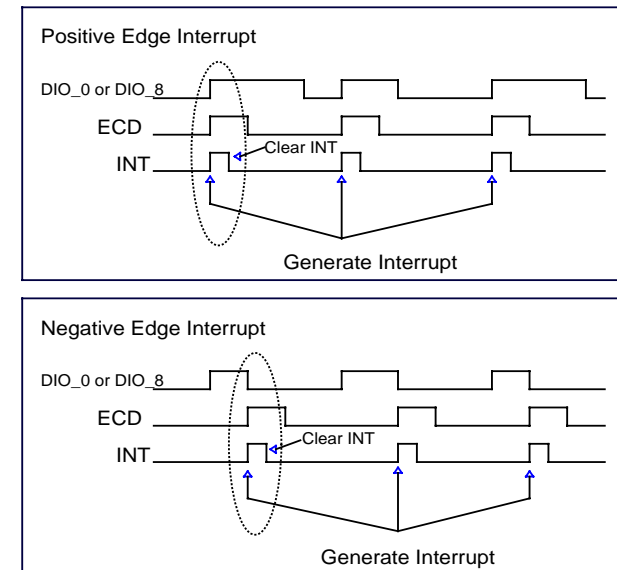 Positive Edge Interrupt
DIO_0 or DIO_8
ECD
Clear INT
INT
Generate Interrupt
Negative Edge Interrupt
DIO_0 or DIO_8
ECD
Clear INT
INT
Generate Interrupt